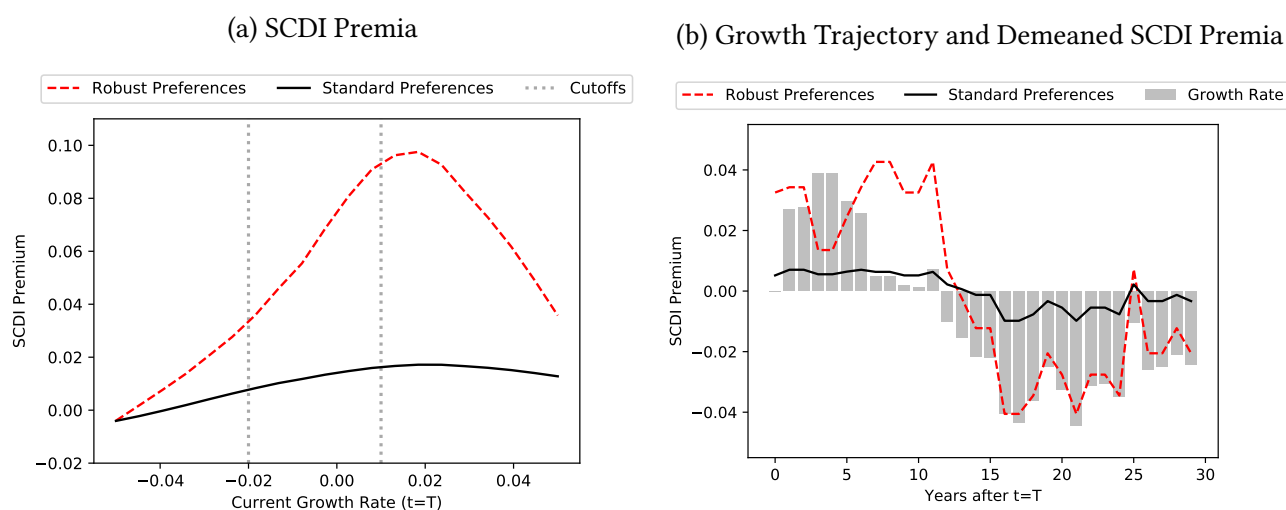 (a) SCDI Premia
Robust Preferences
Standard Preferences
Cutoffs
SCDI Premium
0.10
0.08
0.06
0.04
0.02
0.00
−0.02
−0.04
−0.02
0.00
0.02
0.04
Current Growth Rate (t=T)
(b) Growth Trajectory and Demeaned SCDI Premia
Robust Preferences
Standard Preferences
Growth Rate
SCDI Premium
0.04
0.02
0.00
−0.02
−0.04
0
5
10
15
20
25
30
Years after t=T